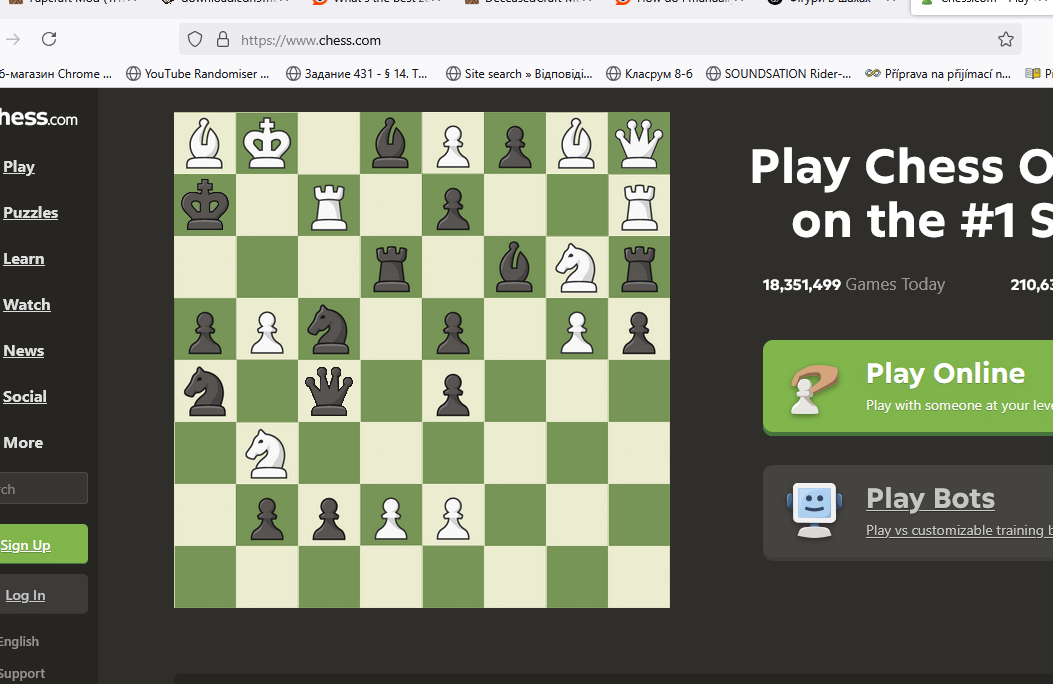 https://www.chess.com
б-магазин Chrome ... YouTube Randomiser ... Задание 431 - § 14. Т... Site search » Відповіді... Класрум 8-б SOUNDSATION Rider-... Příprava na přijímací n...
hess.com
Play
Puzzles
Learn
Watch
News
Social
More
rch
Sign Up
Log In
English
Support
Play Chess O
on the #1 S
18,351,499 Games Today 210,63
Play Online
Play with someone at your leve
Play Bots
Play vs customizable training b